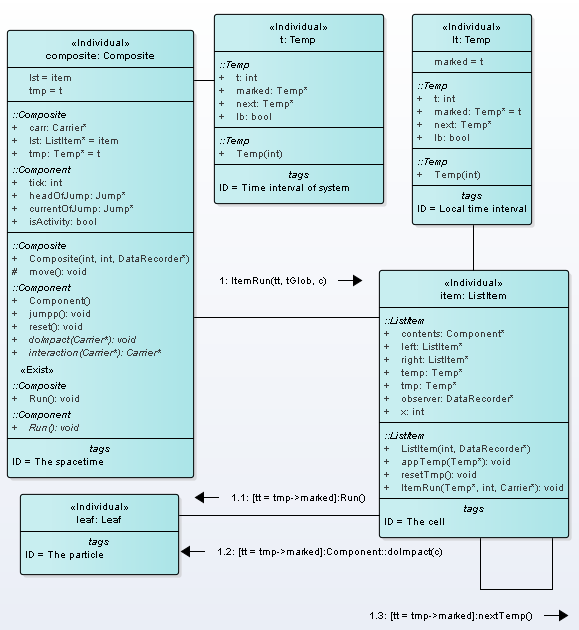 «Individual»
composite: Composite
lst = item
tmp = t
::Composite
+ carr: Carrier*
+ lst: ListItem* = item
+ tmp: Temp* = t
::Component
+ tick: int
+ headOfJump: Jump*
+ currentOfJump: Jump*
+ isActivity: bool
::Composite
+ Composite(int, int, DataRecorder*)
# move(): void
::Component
+ Component()
+ jumpp(): void
+ reset(): void
+ doImpact(Carrier*): void
+ interaction(Carrier*): Carrier*
«Exist»
::Composite
+ Run(): void
::Component
+ Run(): void
tags
ID = The spacetime
«Individual»
t: Temp
::Temp
+ t: int
+ marked: Temp*
+ next: Temp*
+ lb: bool
::Temp
+ Temp(int)
tags
ID = Time interval of system
«Individual»
lt: Temp
marked = t
::Temp
+ t: int
+ marked: Temp* = t
+ next: Temp*
+ lb: bool
::Temp
+ Temp(int)
tags
ID = Local time interval
1: ItemRun(tt, tGlob, c)
«Individual»
item: ListItem
::ListItem
+ contents: Component*
+ left: ListItem*
+ right: ListItem*
+ temp: Temp*
+ tmp: Temp*
+ observer: DataRecorder*
+ x: int
::ListItem
+ ListItem(int, DataRecorder*)
+ appTemp(Temp*): void
+ resetTmp(): void
+ ItemRun(Temp*, int, Carrier*): void
tags
ID = The cell
«Individual»
leaf: Leaf
tags
ID = The particle
1.1: [tt = tmp->marked]:Run()
1.2: [tt = tmp->marked]:Component::doImpact(c)
1.3: [tt = tmp->marked]:nextTemp()